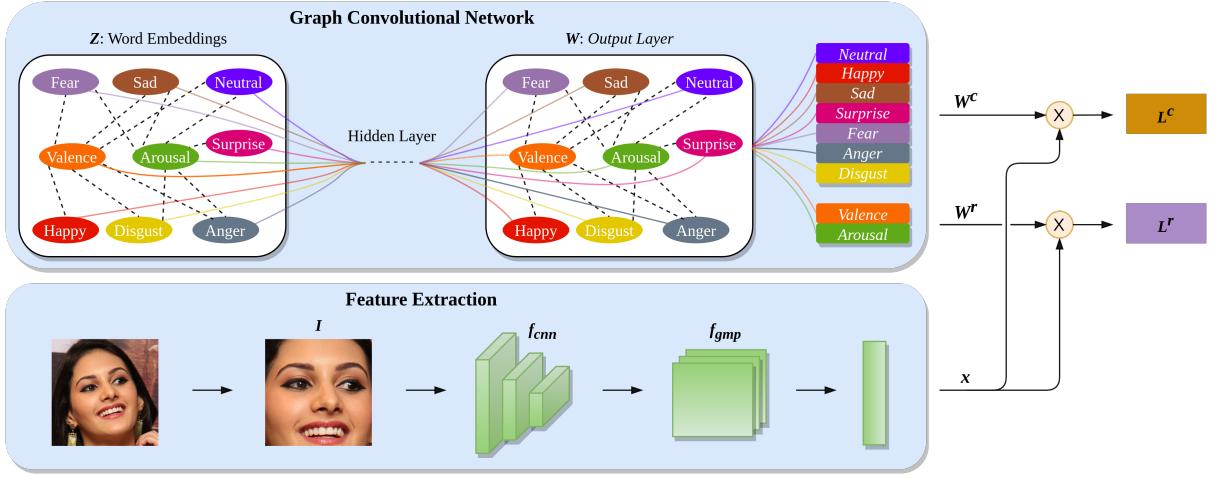 Graph Convolutional Network
Z: Word Embeddings
W: Output Layer
Fear
Sad
Neutral
Valence
Arousal
Surprise
Happy
Disgust
Anger
Hidden Layer
Fear
Sad
Neutral
Valence
Arousal
Surprise
Happy
Disgust
Anger
Neutral
Happy
Sad
Surprise
Fear
Anger
Disgust
Valence
Arousal
W^c
X
L^c
W^r
X
L^r
Feature Extraction
I
f_cnn
f_gmp
x